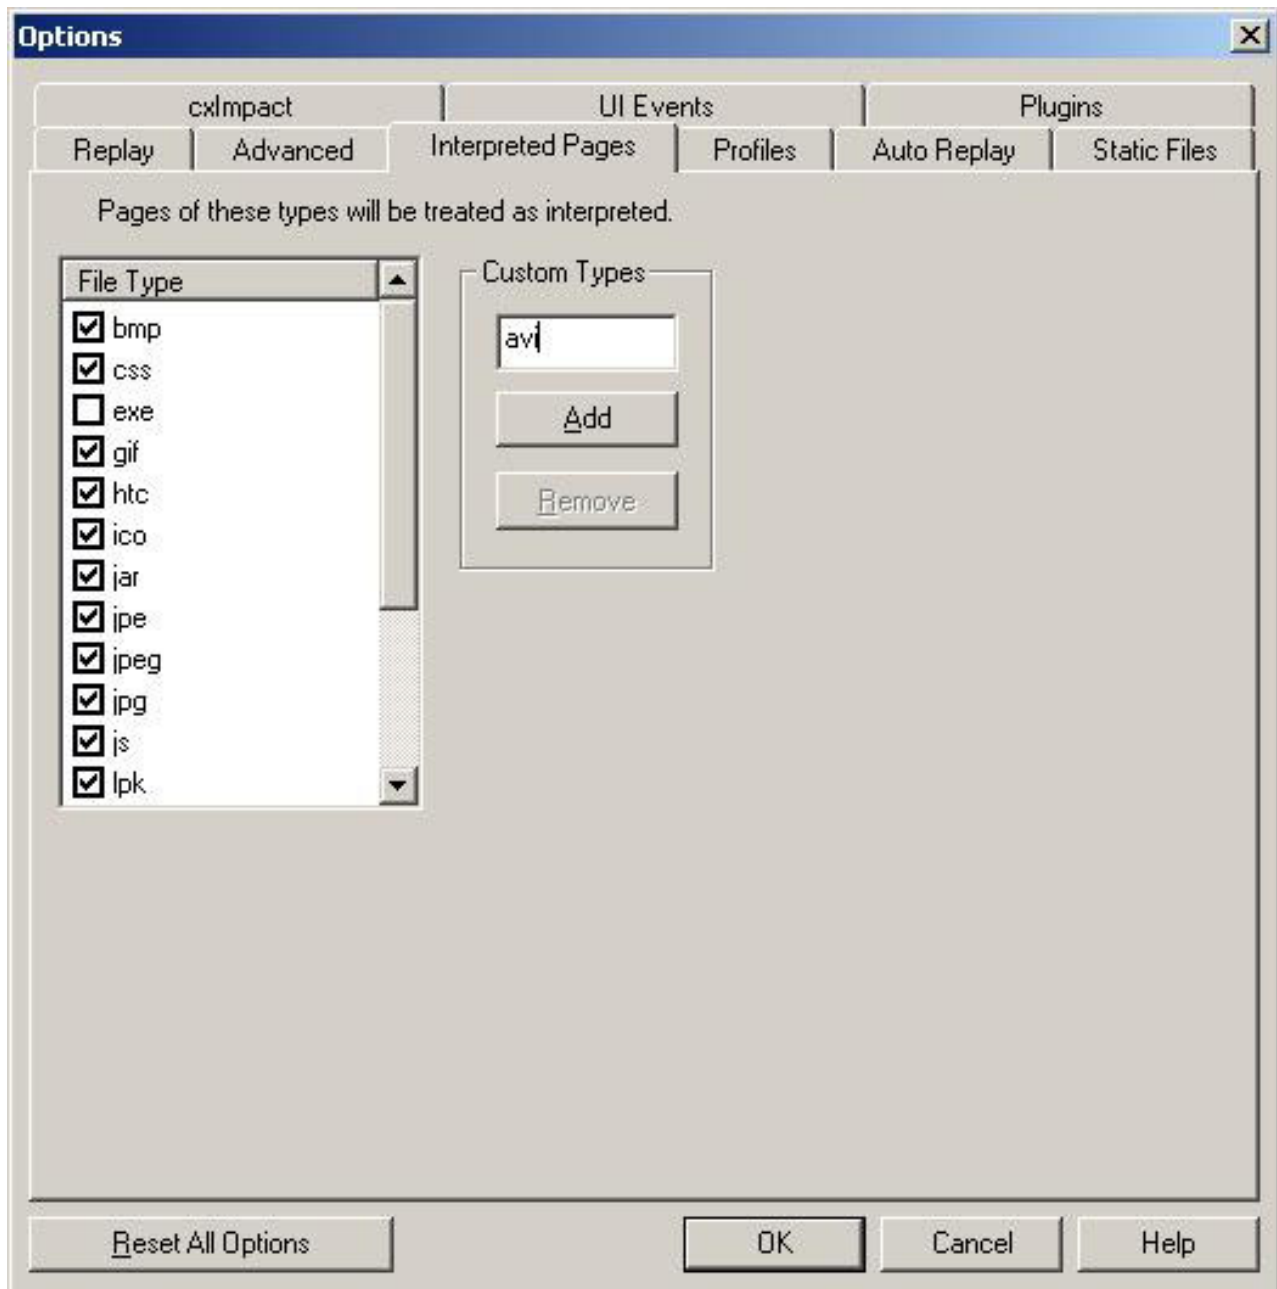 Options
cxImpact UI Events Plugins
Replay Advanced Interpreted Pages Profiles Auto Replay Static Files
Pages of these types will be treated as interpreted.
File Type
bmp
css
exe
gif
htc
ico
jar
jpe
jpeg
jpg
js
lpk
Custom Types
avi
Add
Remove
Reset All Options OK Cancel Help